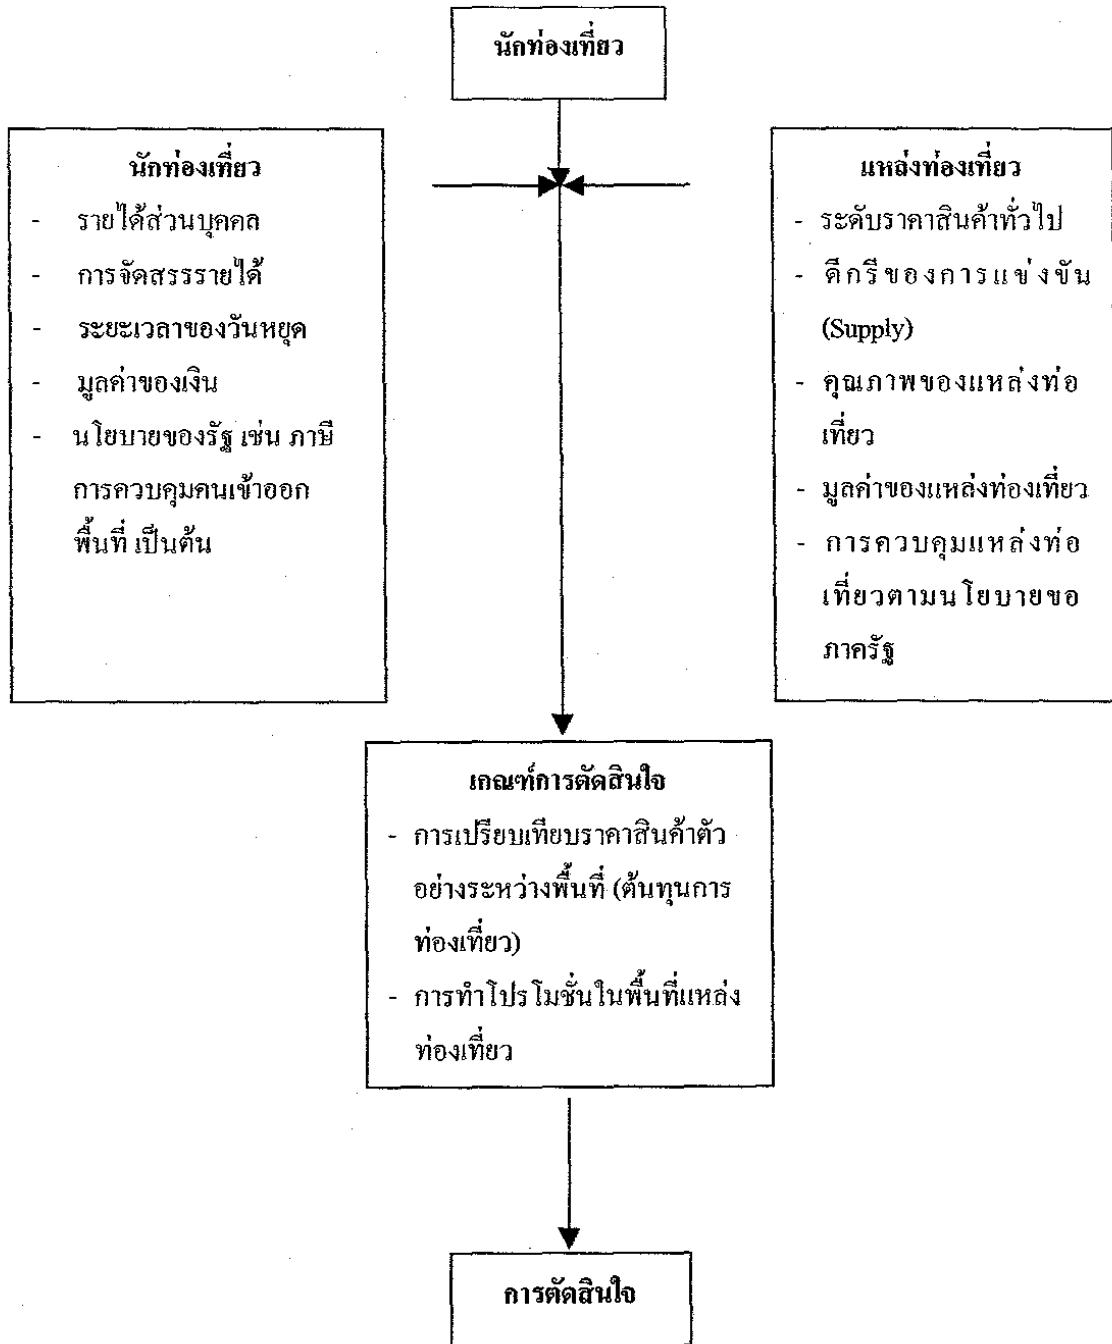 นักท่องเที่ยว
นักท่องเที่ยว
- รายได้ส่วนบุคคล
- การจัดสรรรายได้
- ระยะเวลาของวันหยุด
- มูลค่าของเงิน
- นโยบายของรัฐ เช่น ภาษี
การควบคุมคนเข้าออก
พื้นที่ เป็นต้น
แหล่งท่องเที่ยว
- ระดับราคาสินค้าทั่วไป
- ดีกรีของการแข่งขัน
(Supply)
- คุณภาพของแหล่งท่อ
เที่ยว
- มูลค่าของแหล่งท่องเที่ยว
- การควบคุมแหล่งท่อ
เที่ยวตามนโยบายขอ
ภาครัฐ
เกณฑ์การตัดสินใจ
- การเปรียบเทียบราคาสินค้าตัว
อย่างระหว่างพื้นที่ (ต้นทุนการ
ท่องเที่ยว)
- การทำโปรโมชั่นในพื้นที่แหล่ง
ท่องเที่ยว
การตัดสินใจ